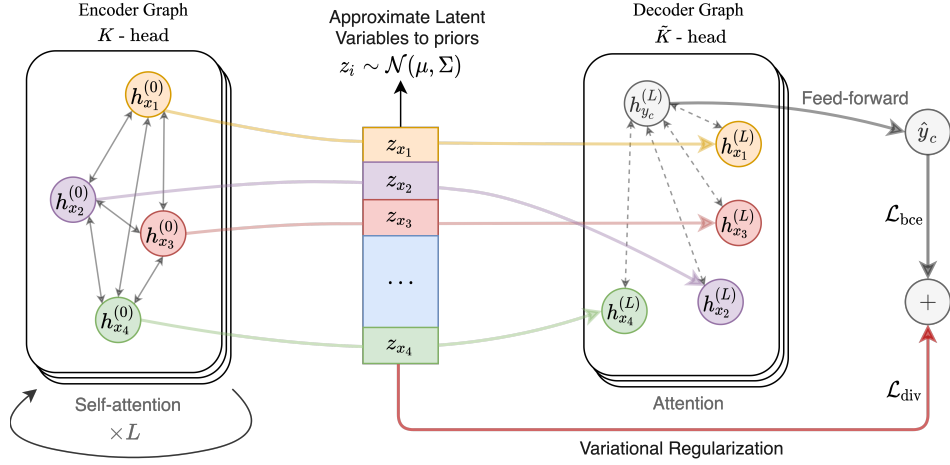 Encoder Graph
K - head
Approximate Latent
Variables to priors
z_i ∼ 𝒩(μ, Σ)
Decoder Graph
K̃ - head
h_{x_1}^{(0)}
h_{x_2}^{(0)}
h_{x_3}^{(0)}
h_{x_4}^{(0)}
Self-attention
×L
z_{x_1}
z_{x_2}
z_{x_3}
...
z_{x_4}
h_{y_c}^{(L)}
h_{x_1}^{(L)}
h_{x_3}^{(L)}
h_{x_2}^{(L)}
h_{x_4}^{(L)}
Attention
Feed-forward
ŷ_c
ℒ_bce
+
ℒ_div
Variational Regularization